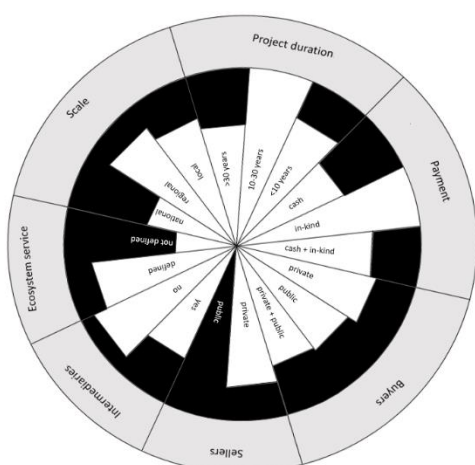 Project duration
Payment
Buyers
Sellers
Intermediaries
Ecosystem service
Scale
>30 years
10-30 years
<10 years
cash
in-kind
cash + in-kind
private
public
private + public
private
public
yes
no
defined
not defined
national
regional
local